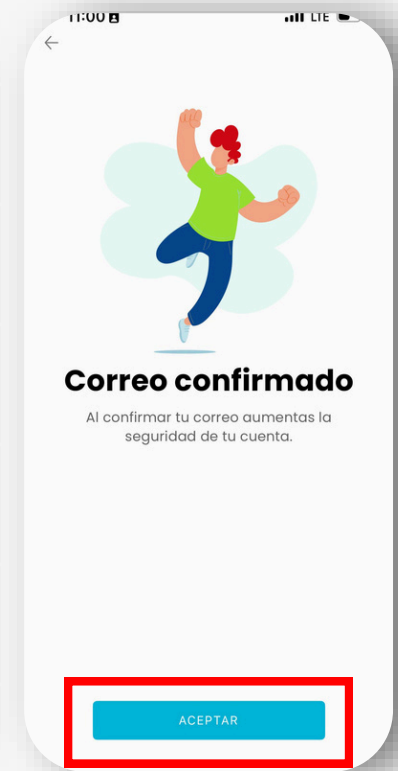 11:00
LTE
Correo confirmado
Al confirmar tu correo aumentas la
seguridad de tu cuenta.
ACEPTAR